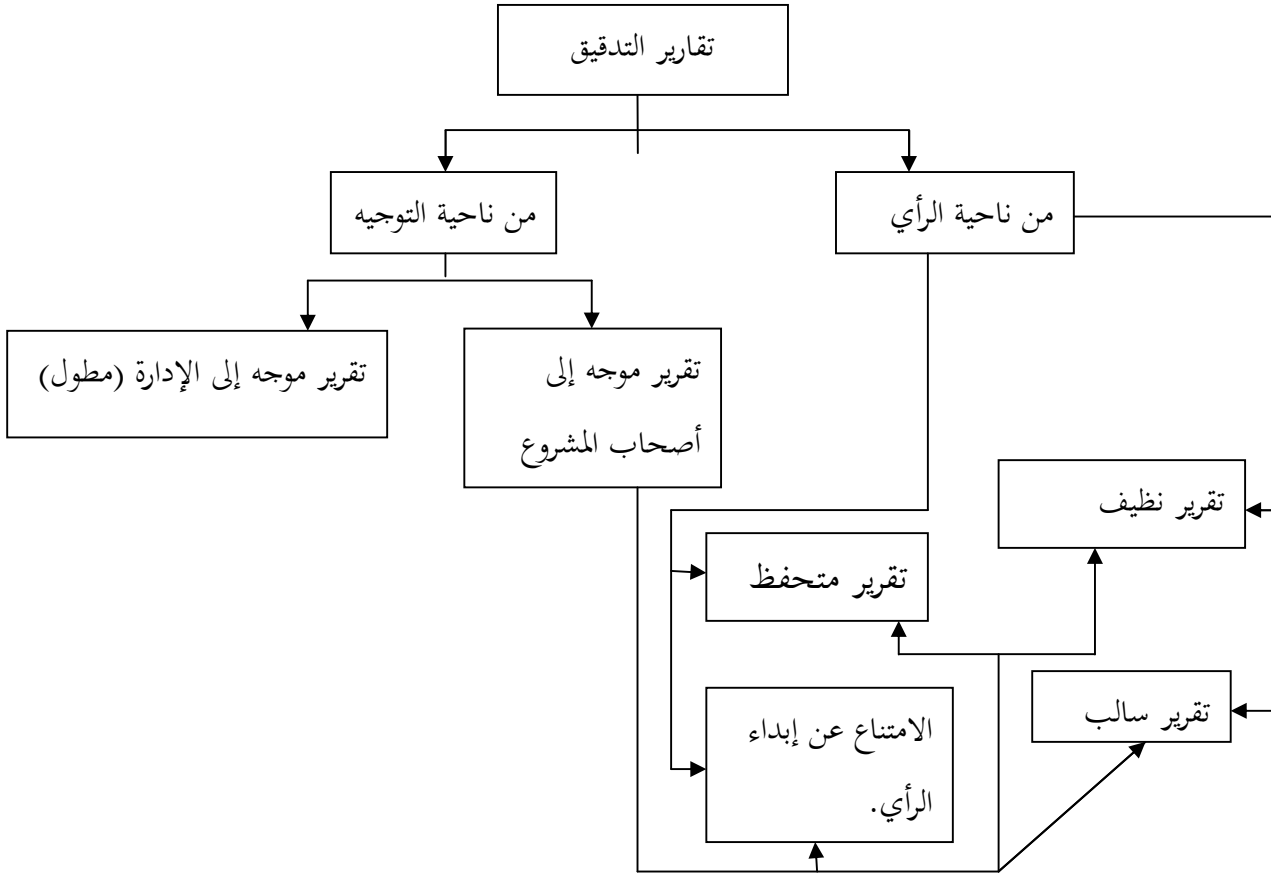 تقارير التدقيق
من ناحية الرأي
من ناحية التوجيه
تقرير موجه إلى
أصحاب المشروع
تقرير موجه إلى الإدارة (مطول)
تقرير نظيف
تقرير متحفظ
تقرير سالب
الامتناع عن إبداء
الرأي.